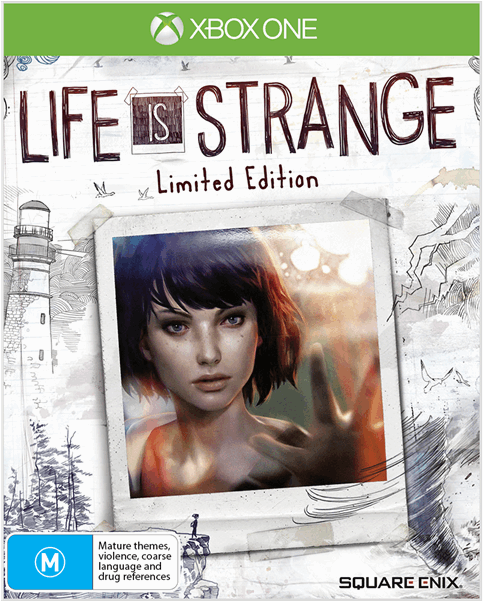 XBOX ONE
LIFE IS STRANGE
Limited Edition
M
Mature themes,
violence, coarse
language and
drug references
SQUARE ENIX